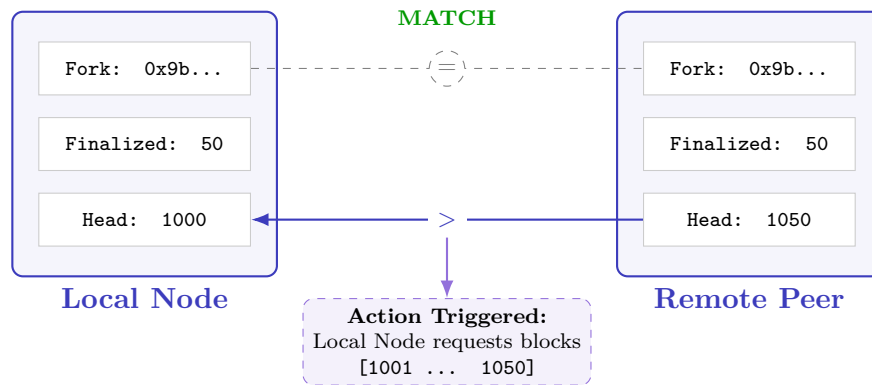 MATCH
Fork: 0x9b...
=
Fork: 0x9b...
Finalized: 50
Finalized: 50
Head: 1000
>
Head: 1050
Local Node
Remote Peer
Action Triggered:
Local Node requests blocks
[1001 ... 1050]